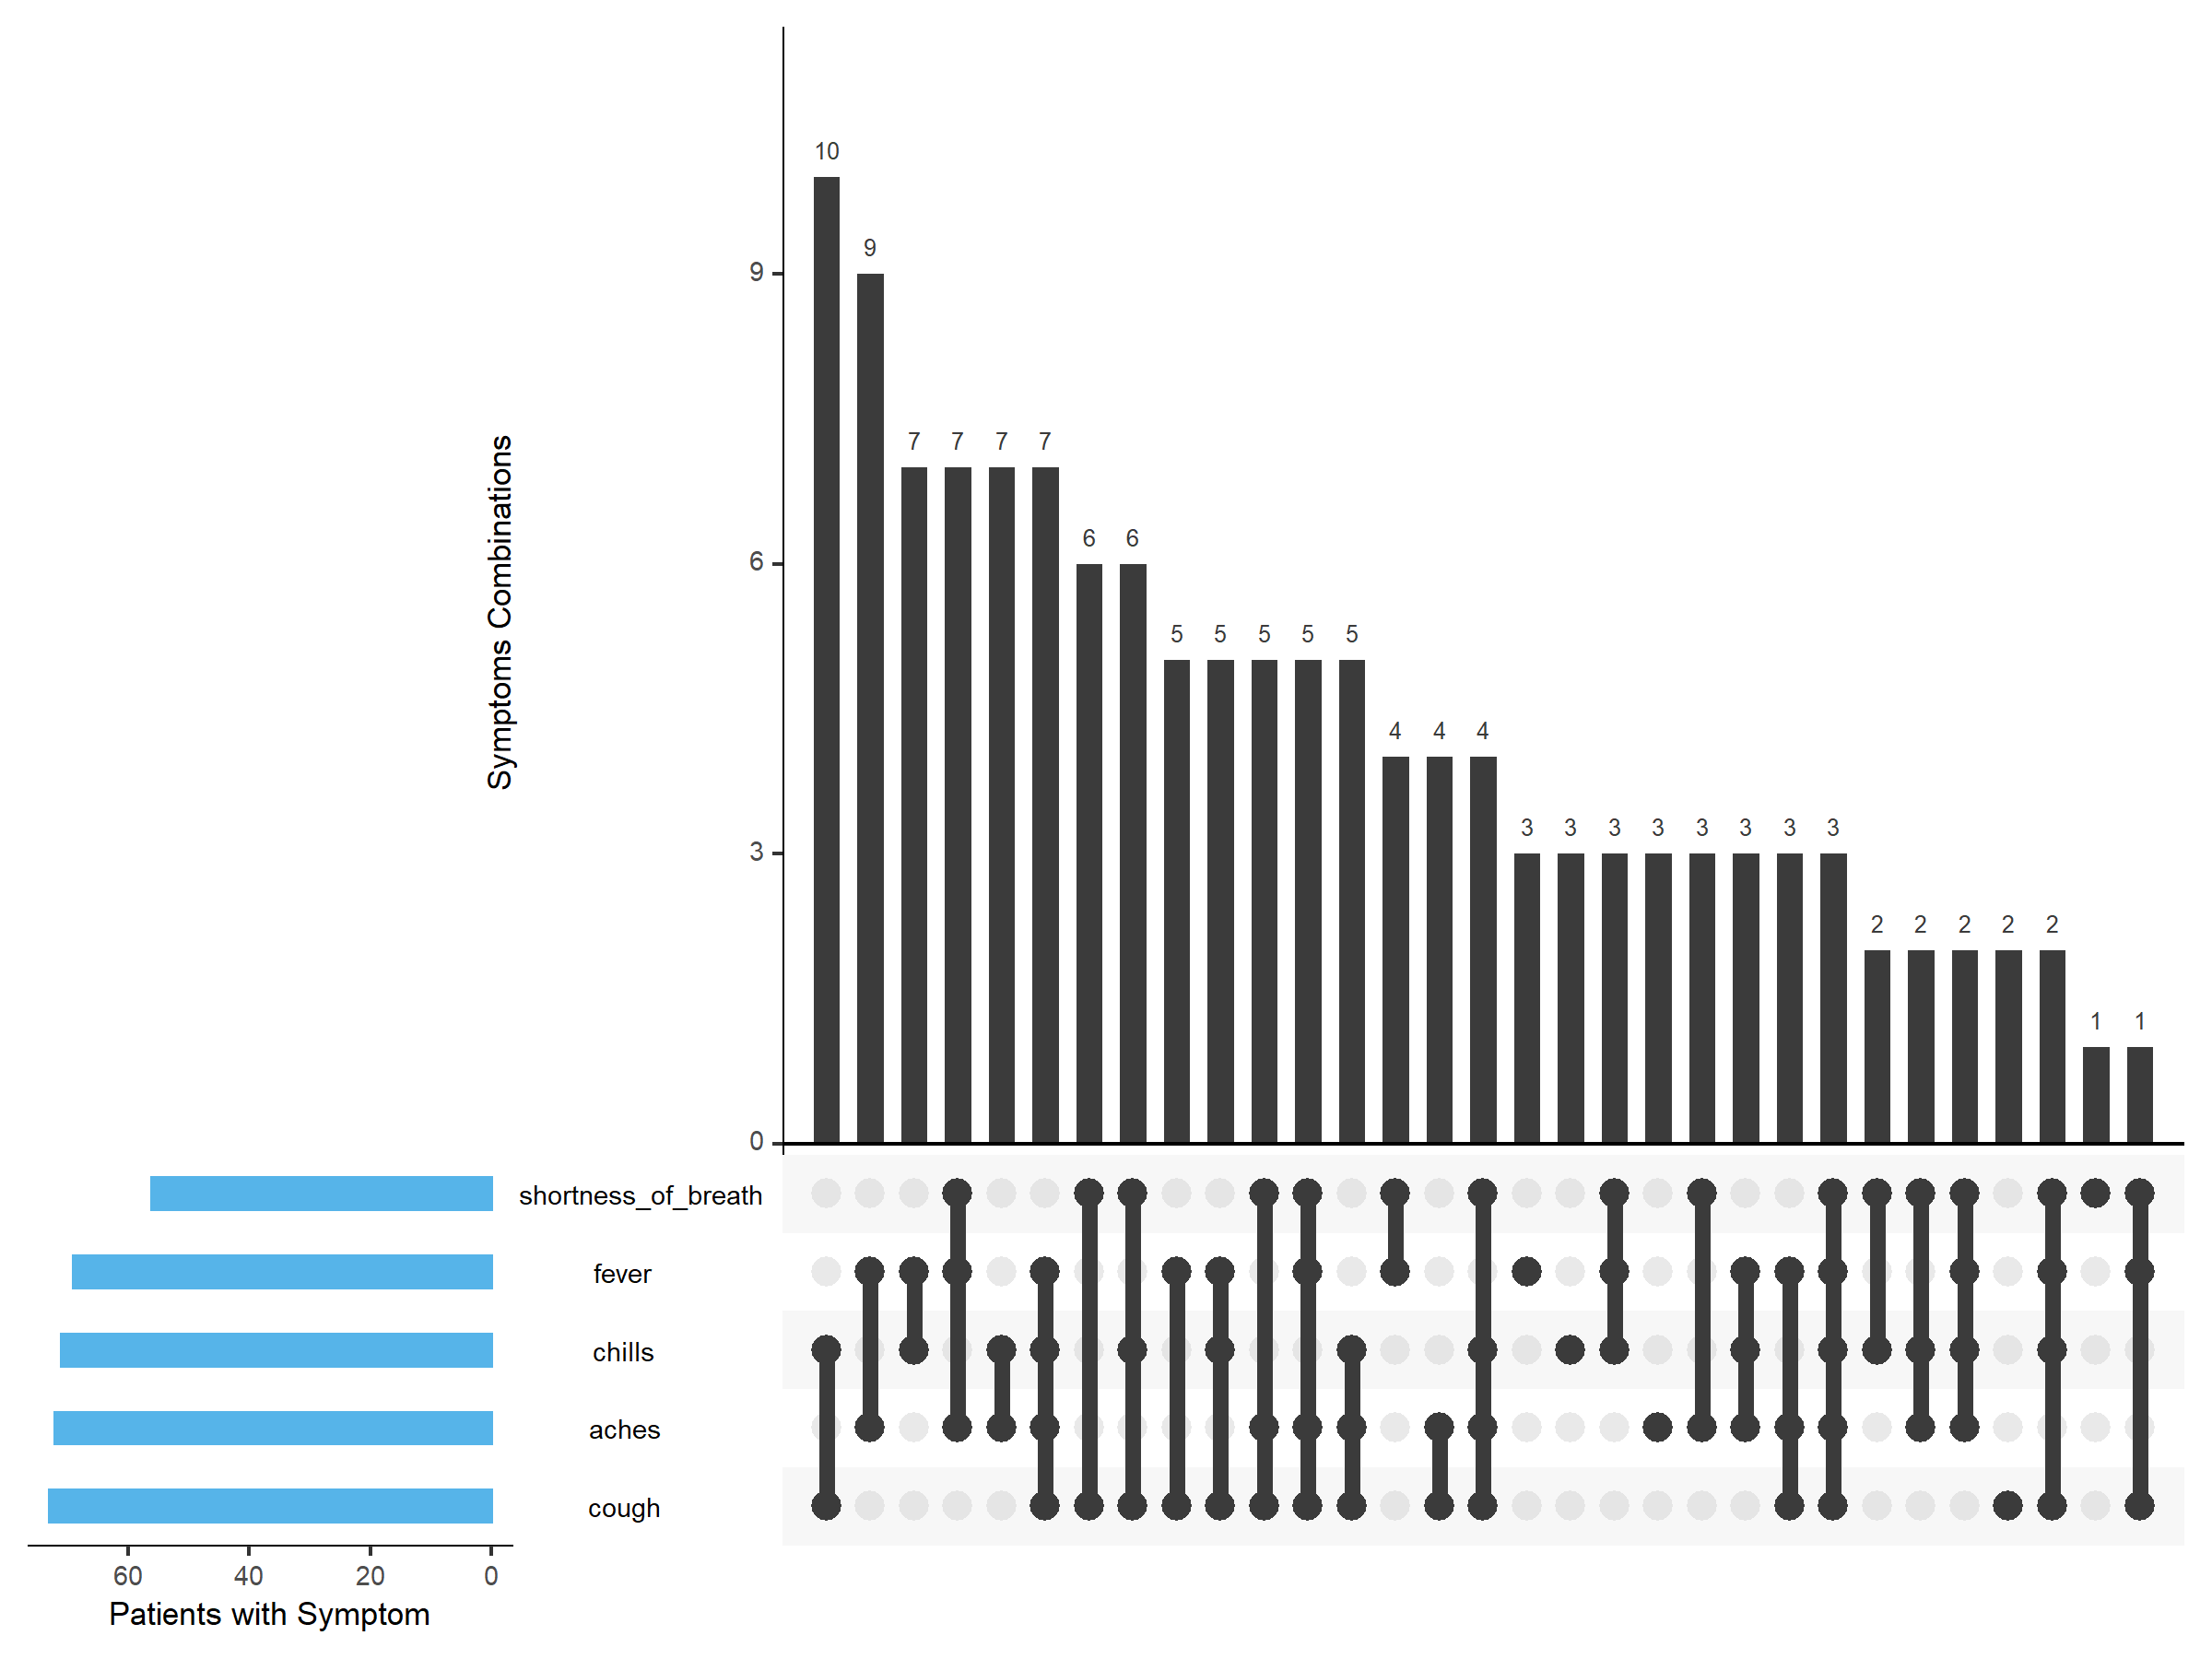 10
9
7 7 7 7
6 6
5 5 5 5 5
4 4 4
3 3 3 3 3 3 3 3
2 2 2 2 2
1 1
9
6
3
0
Symptoms Combinations
shortness_of_breath
fever
chills
aches
cough
60 40 20 0
Patients with Symptom